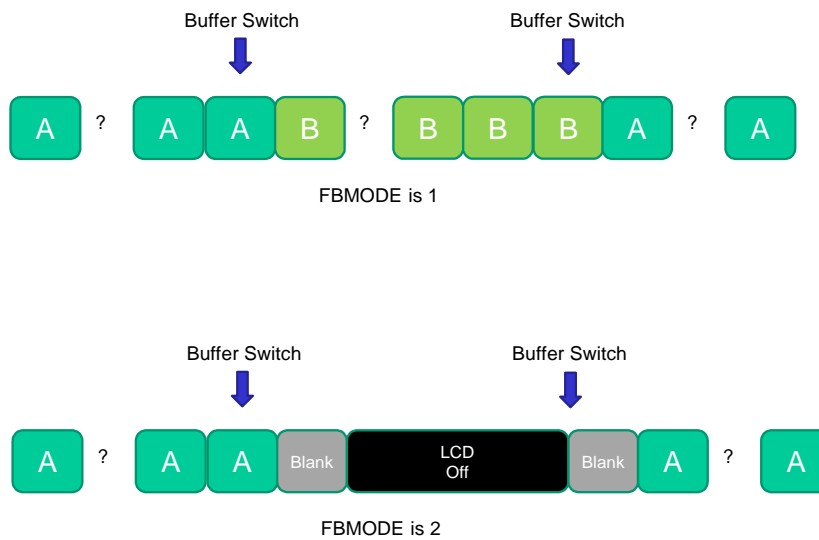 Buffer Switch Buffer Switch
A ? A A B ? B B B A ? A
FBMODE is 1
Buffer Switch Buffer Switch
A ? A A Blank LCD Blank A ? A
Off
FBMODE is 2